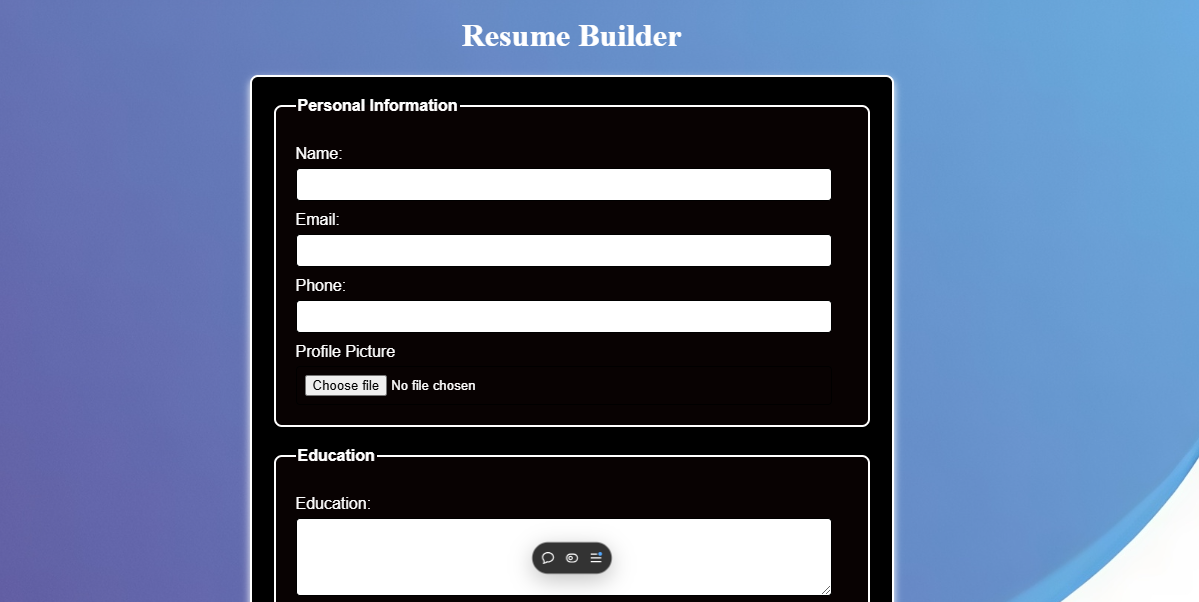 Resume Builder
Personal Information
Name:
Email:
Phone:
Profile Picture
Choose file No file chosen
Education
Education: